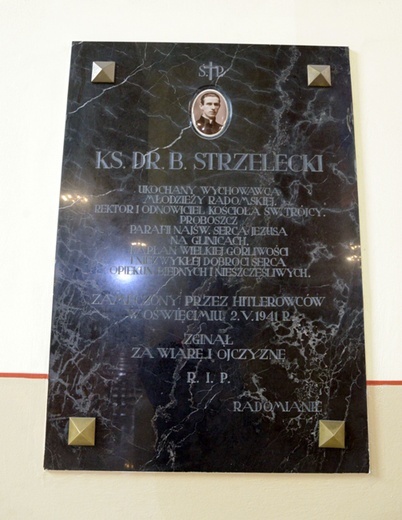 Ś.†P.
KS. DR. B. STRZELECKI
UKOCHANY WYCHOWAWCA
MŁODZIEŻY RADOMSKIEJ,
REKTOR I ODNOWICIEL KOŚCIOŁA ŚW. TRÓJCY,
PROBOSZCZ
PARAFII NAJŚW. SERCA JEZUSA
NA GLINICACH,
KAPŁAN WIELKIEJ GORLIWOŚCI
I NIEZWYKŁEJ DOBROCI SERCA
OPIEKUN BIEDNYCH I NIESZCZĘŚLIWYCH.
ZAMĘCZONY PRZEZ HITLEROWCÓW
W OŚWIĘCIMIU 2.V.1941 R.
ZGINĄŁ
ZA WIARĘ I OJCZYZNĘ
R. I. P.
RADOMIANIE